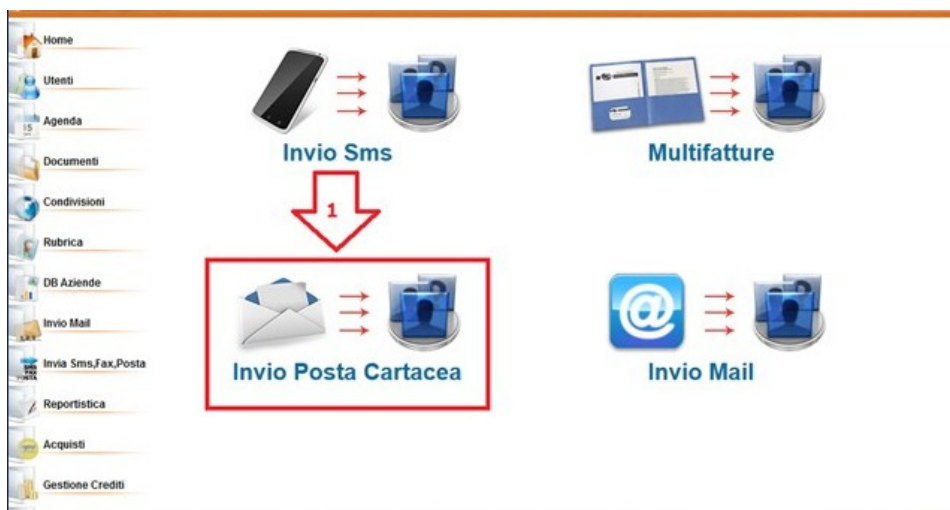 Home
Utenti
Agenda
Documenti
Condivisioni
Rubrica
DB Aziende
Invio Mail
Invia Sms,Fax,Posta
Reportistica
Acquisti
Gestione Crediti
Invio Sms
Multifatture
1
Invio Posta Cartacea
@
Invio Mail